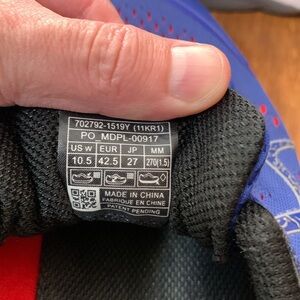 702792-1519Y (11KR1)
PO_MDPL-00917
US W EUR JP MM
10.5 42.5 27 270(1.5)
MADE IN CHINA
FABRIQUÉ EN CHINE
PATENT PENDING